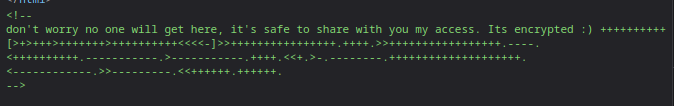 </html>
<!--
don't worry no one will get here, it's safe to share with you my access. Its encrypted :) ++++++++++
[>+>+++>+++++++>++++++++++<<<<-]>>++++++++++++++++.++++.>>+++++++++++++++++.----.
<++++++++++.-----------.>-----------.++++.<<+.>-.--------.++++++++++++++++++++.
<------------.>>---------.<<++++++.++++++.
-->